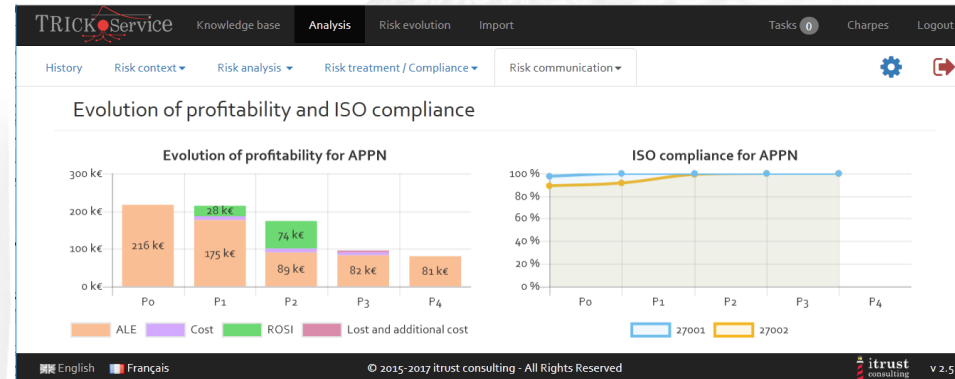 TRICK Service Knowledge base Analysis Risk evolution Import Tasks 0 Charpes Logout
History Risk context Risk analysis Risk treatment / Compliance Risk communication
Evolution of profitability and ISO compliance
Evolution of profitability for APPN
300 k€
200 k€
100 k€
0 k€
216 k€
28 k€
175 k€
74 k€
89 k€
82 k€
81 k€
P0 P1 P2 P3 P4
ALE Cost ROSI Lost and additional cost
ISO compliance for APPN
100 %
80 %
60 %
40 %
20 %
0 %
P0 P1 P2 P3 P4
27001 27002
English Français © 2015-2017 itrust consulting - All Rights Reserved itrust consulting v 2.5